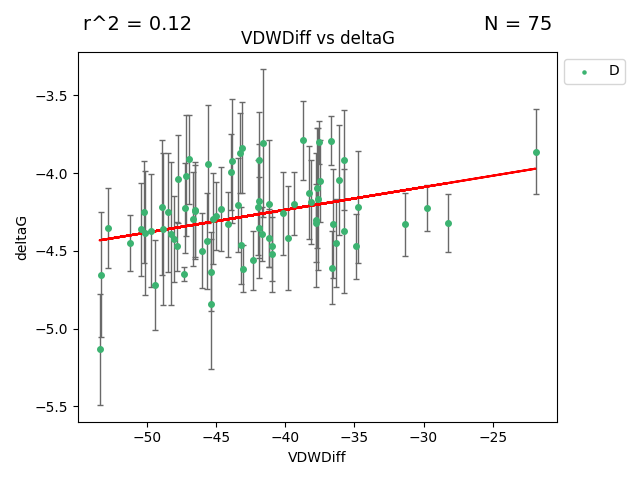 r^2 = 0.12
N = 75
VDWDiff vs deltaG
D
−3.5
−4.0
−4.5
−5.0
−5.5
deltaG
−50
−45
−40
−35
−30
−25
VDWDiff